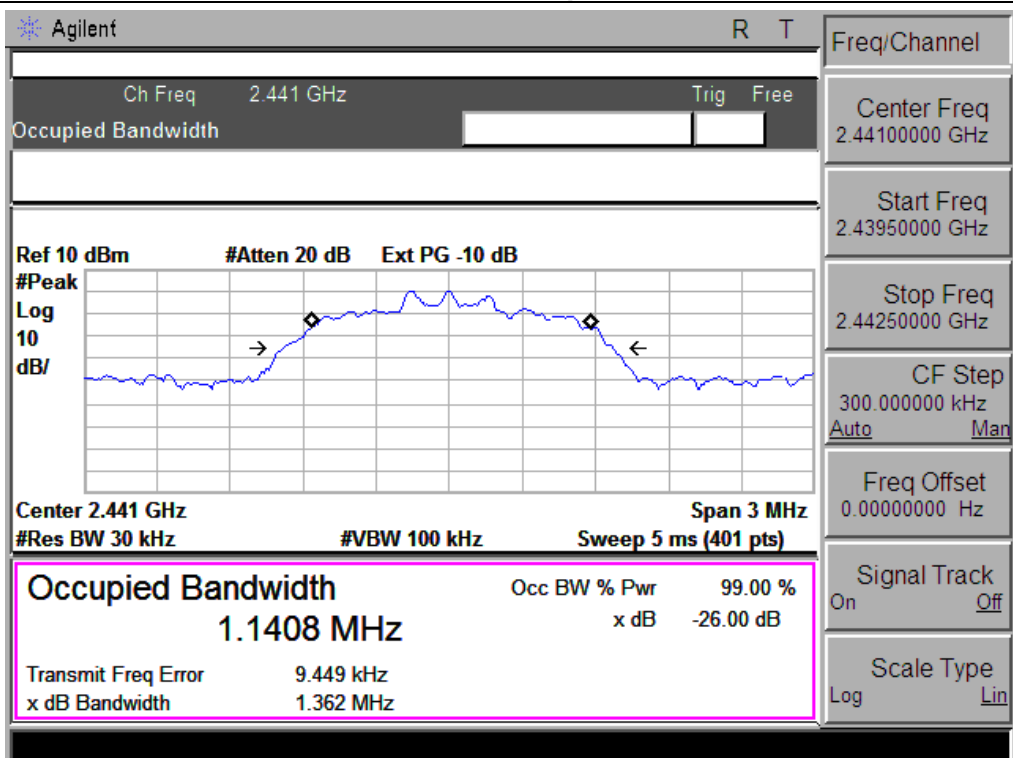 Agilent R T
Ch Freq 2.441 GHz Trig Free
Occupied Bandwidth
Ref 10 dBm #Atten 20 dB Ext PG -10 dB
#Peak
Log
10
dB/
Center 2.441 GHz Span 3 MHz
#Res BW 30 kHz #VBW 100 kHz Sweep 5 ms (401 pts)
Occupied Bandwidth Occ BW % Pwr 99.00 %
1.1408 MHz x dB -26.00 dB
Transmit Freq Error 9.449 kHz
x dB Bandwidth 1.362 MHz
Freq/Channel
Center Freq
2.44100000 GHz
Start Freq
2.43950000 GHz
Stop Freq
2.44250000 GHz
CF Step
300.000000 kHz
Auto Man
Freq Offset
0.00000000 Hz
Signal Track
On Off
Scale Type
Log Lin